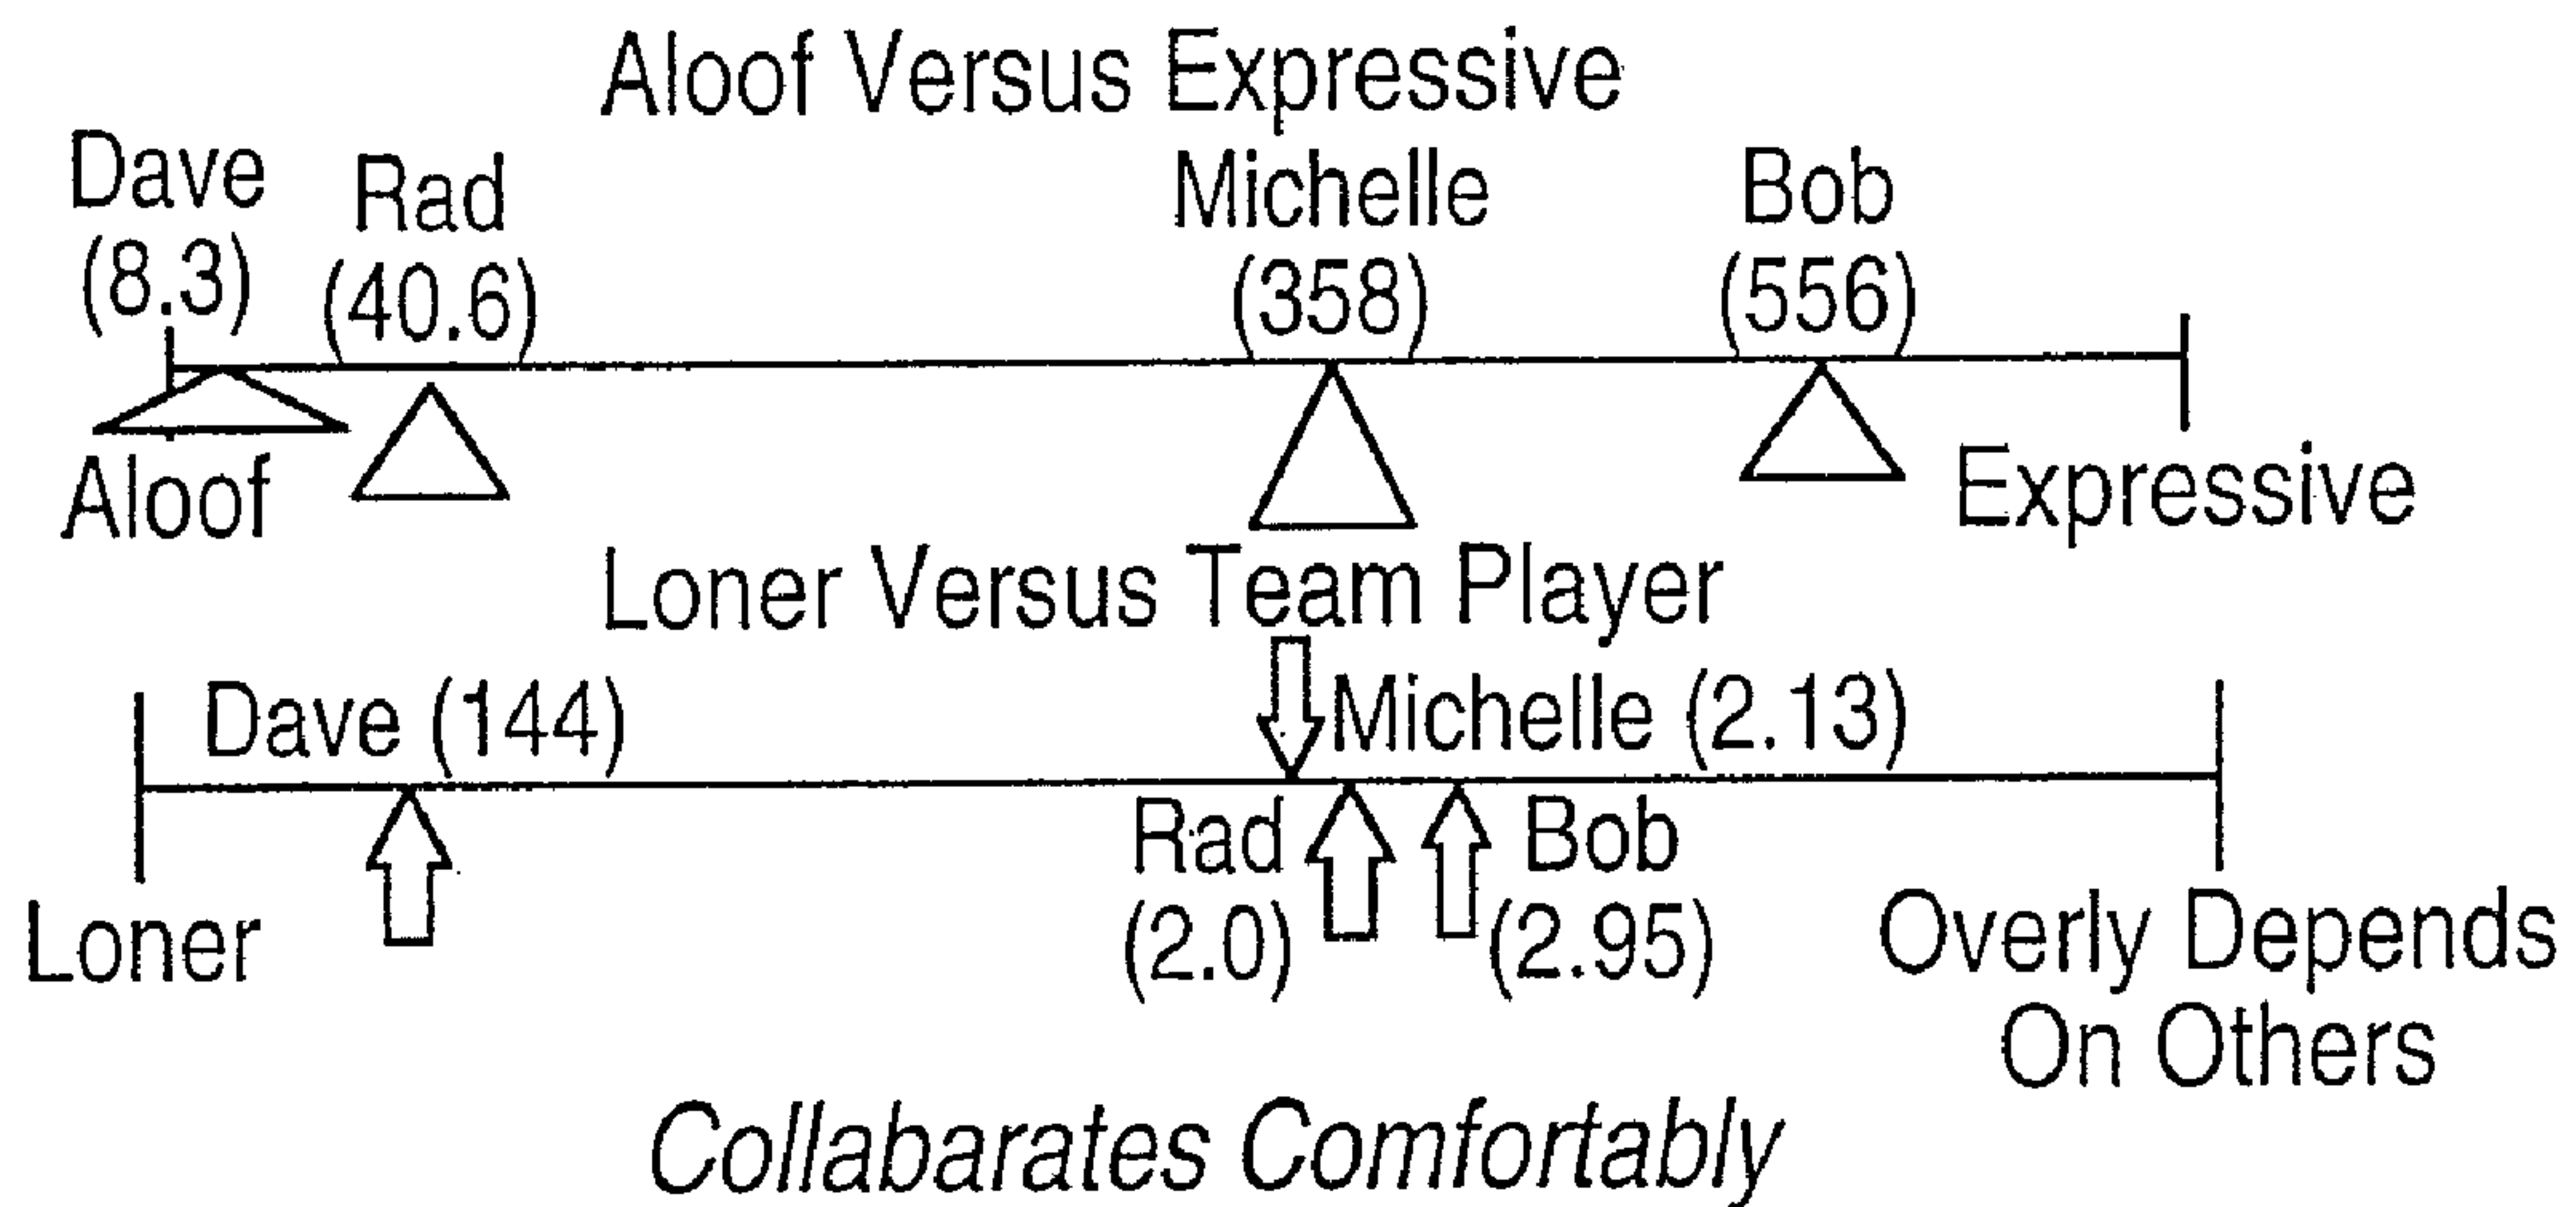 Aloof Versus Expressive
Dave Rad Michelle Bob
(8.3) (40.6) (358) (556)
Aloof Expressive
Loner Versus Team Player
Dave (144) Michelle (2.13)
Rad Bob
(2.0) (2.95)
Loner Overly Depends
On Others
Collabarates Comfortably